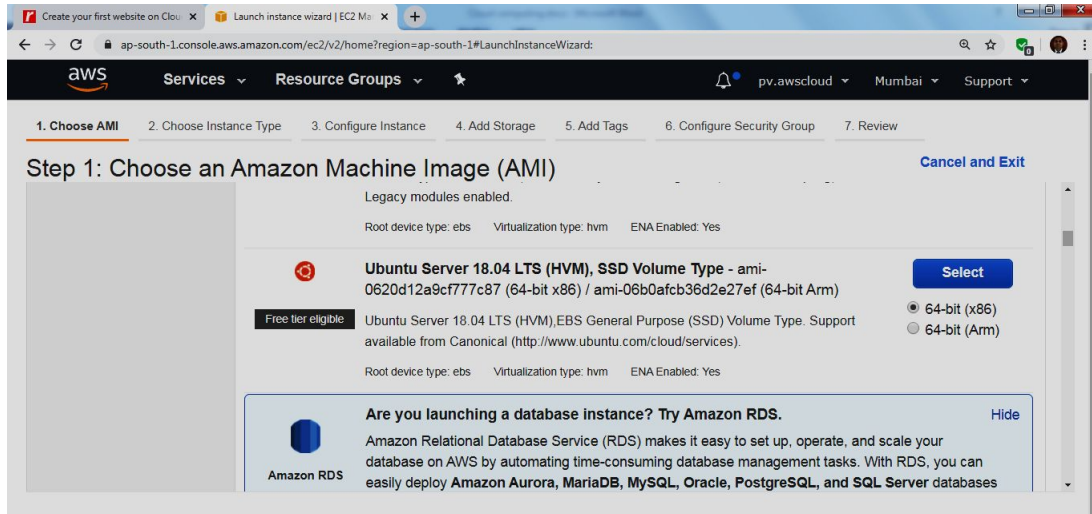 Create your first website on Clou
Launch instance wizard | EC2 Ma
ap-south-1.console.aws.amazon.com/ec2/v2/home?region=ap-south-1#LaunchInstanceWizard:
aws Services Resource Groups pv.awscloud Mumbai Support
1. Choose AMI 2. Choose Instance Type 3. Configure Instance 4. Add Storage 5. Add Tags 6. Configure Security Group 7. Review
Step 1: Choose an Amazon Machine Image (AMI)
Cancel and Exit
Legacy modules enabled.
Root device type: ebs Virtualization type: hvm ENA Enabled: Yes
Free tier eligible
Ubuntu Server 18.04 LTS (HVM), SSD Volume Type - ami-
0620d12a9cf777c87 (64-bit x86) / ami-06b0afcb36d2e27ef (64-bit Arm)
Ubuntu Server 18.04 LTS (HVM),EBS General Purpose (SSD) Volume Type. Support
available from Canonical (http://www.ubuntu.com/cloud/services).
Root device type: ebs Virtualization type: hvm ENA Enabled: Yes
Select
64-bit (x86)
64-bit (Arm)
Amazon RDS
Are you launching a database instance? Try Amazon RDS.
Hide
Amazon Relational Database Service (RDS) makes it easy to set up, operate, and scale your
database on AWS by automating time-consuming database management tasks. With RDS, you can
easily deploy Amazon Aurora, MariaDB, MySQL, Oracle, PostgreSQL, and SQL Server databases